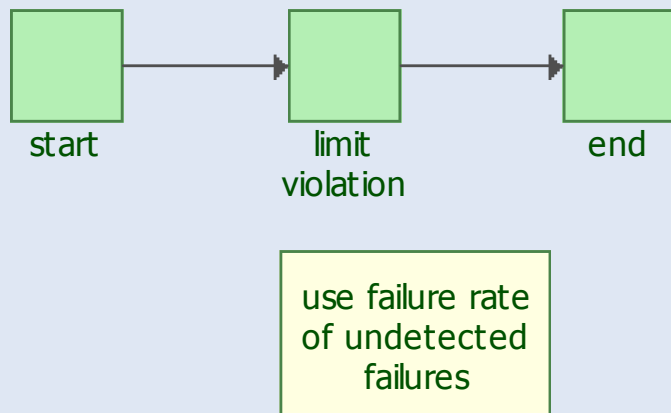 start
limit
violation
end
use failure rate
of undetected
failures